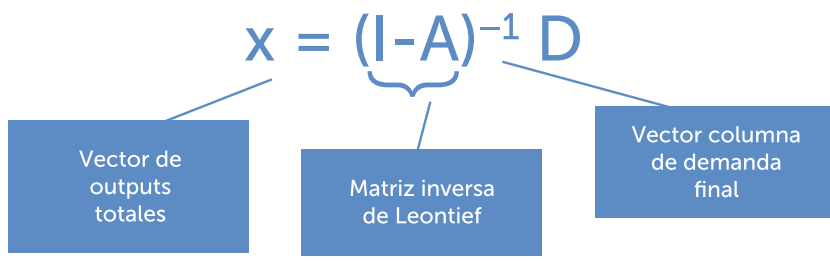 x = (I-A)⁻¹ D
Vector de
outputs
totales
Matriz inversa
de Leontief
Vector columna
de demanda
final